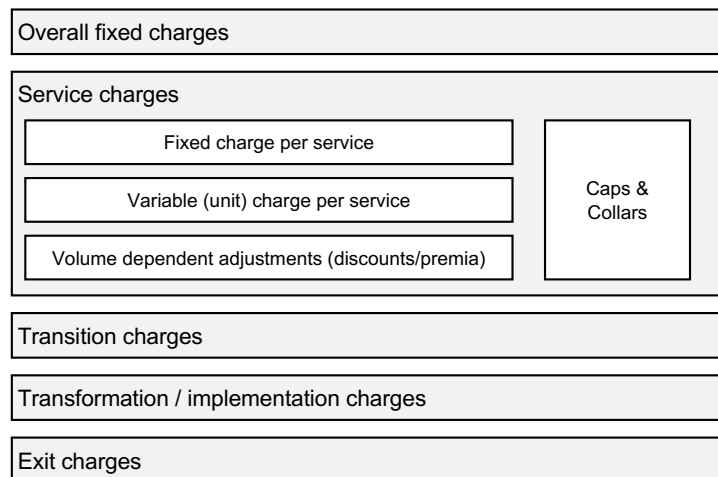 Overall fixed charges
Service charges
Fixed charge per service
Variable (unit) charge per service
Volume dependent adjustments (discounts/premia)
Caps &
Collars
Transition charges
Transformation / implementation charges
Exit charges